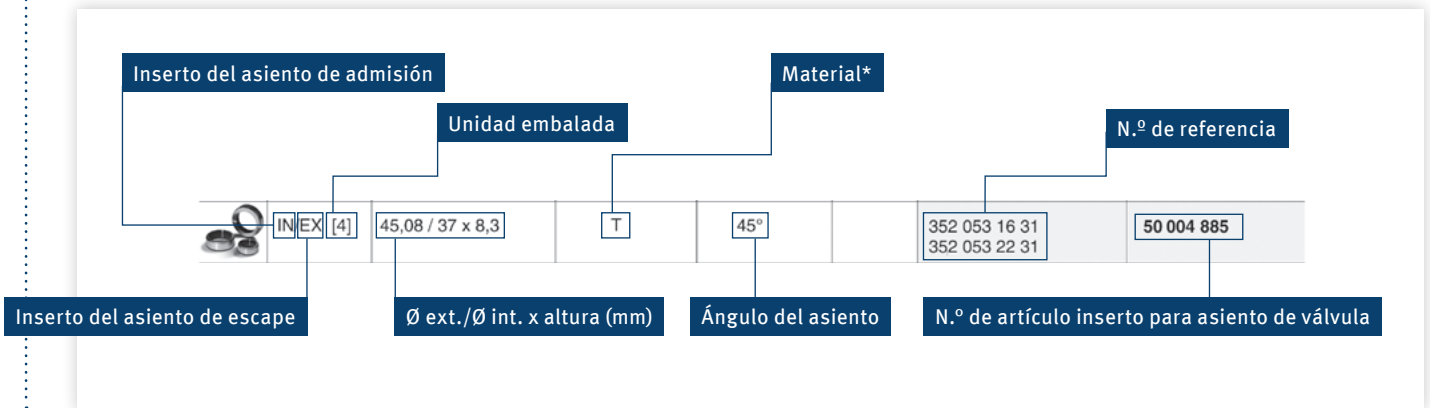 Inserto del asiento de admisión
Material*
Unidad embalada
N.º de referencia
IN/EX [4] 45,08 / 37 x 8,3 T 45° 352 053 16 31 50 004 885
352 053 22 31
Inserto del asiento de escape
Ø ext./Ø int. x altura (mm)
Ángulo del asiento
N.º de artículo inserto para asiento de válvula